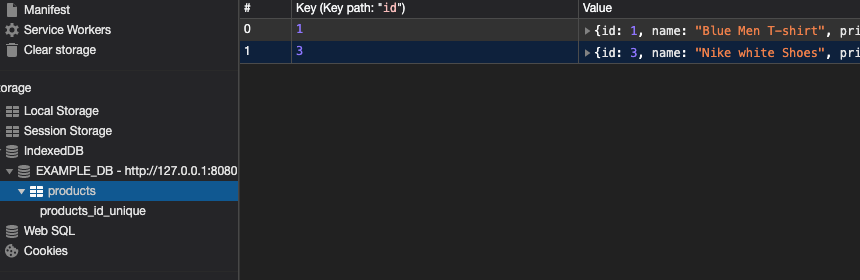 Manifest
Service Workers
Clear storage
orage
Local Storage
Session Storage
IndexedDB
EXAMPLE_DB - http://127.0.0.1:8080
products
products_id_unique
Web SQL
Cookies
# Key (Key path: "id") Value
0 1 {id: 1, name: "Blue Men T-shirt", pri
1 3 {id: 3, name: "Nike white Shoes", pri